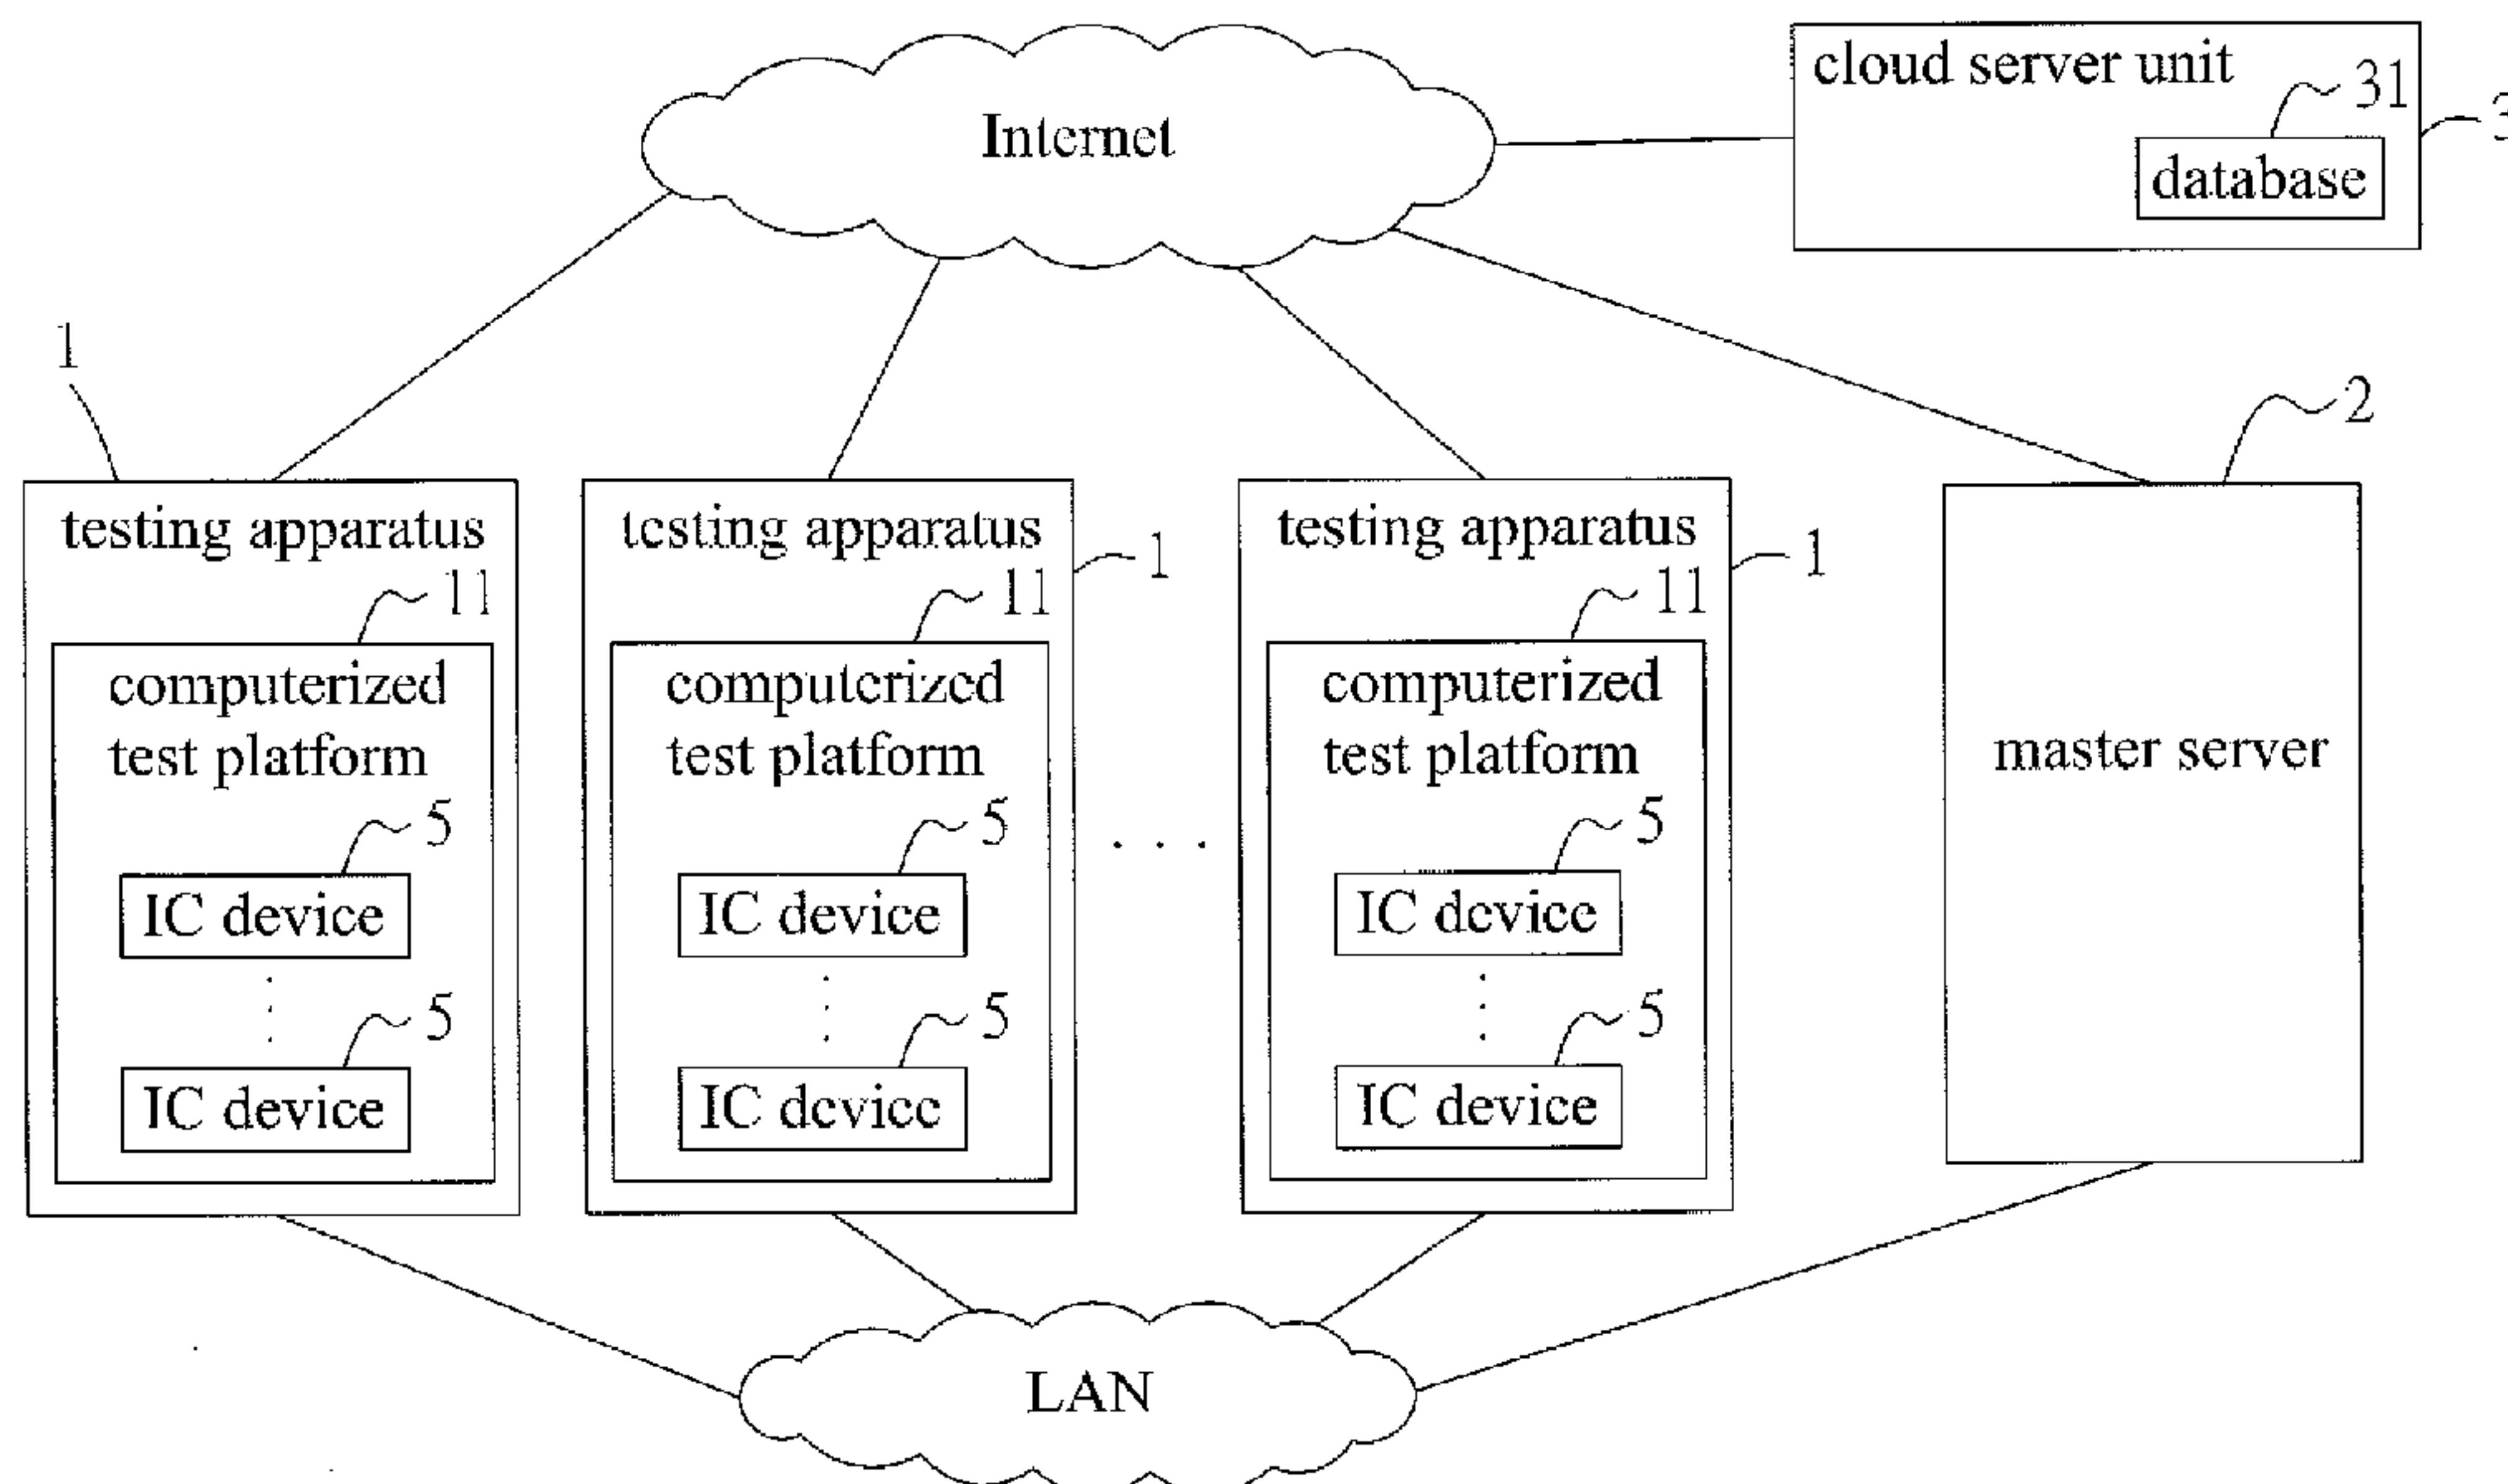 Internet
cloud server unit
31
3
database
1
2
testing apparatus
11
computerized
test platform
5
IC device
5
IC device
testing apparatus
1
11
computerized
test platform
5
IC device
5
IC device
. . .
testing apparatus
1
11
computerized
test platform
5
IC device
5
IC device
master server
LAN